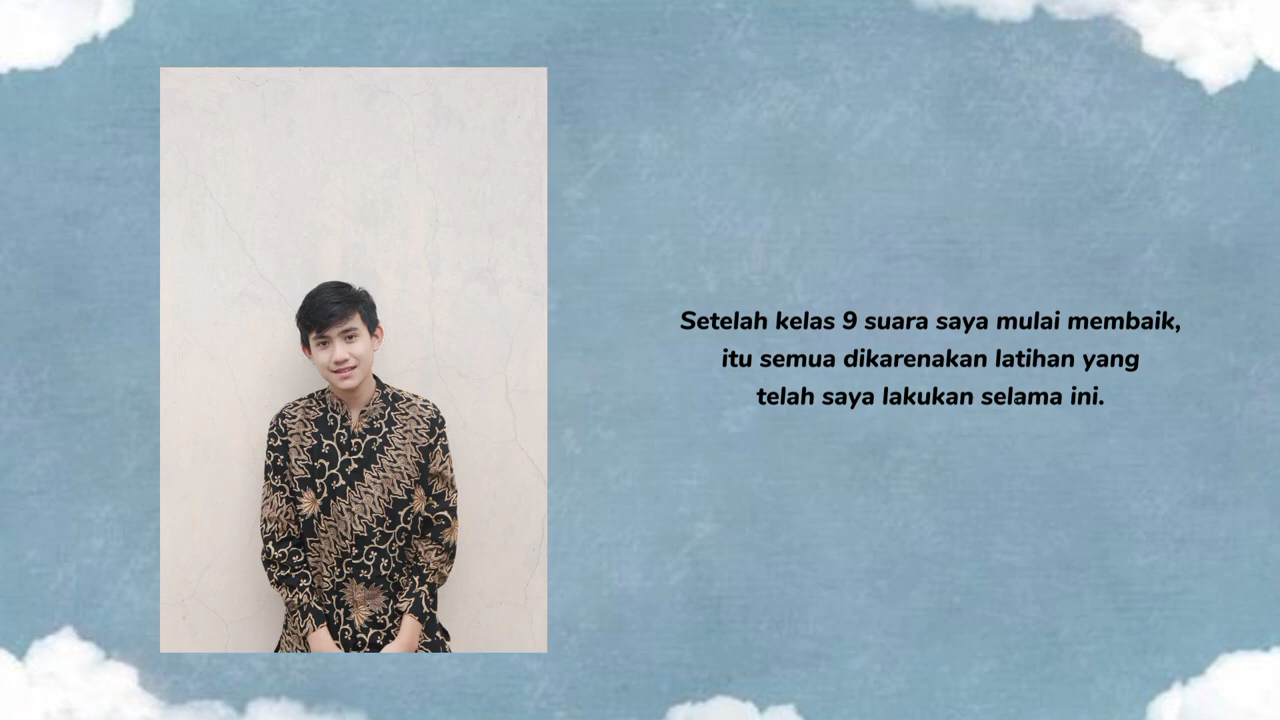 Setelah kelas 9 suara saya mulai membaik,
itu semua dikarenakan latihan yang
telah saya lakukan selama ini.